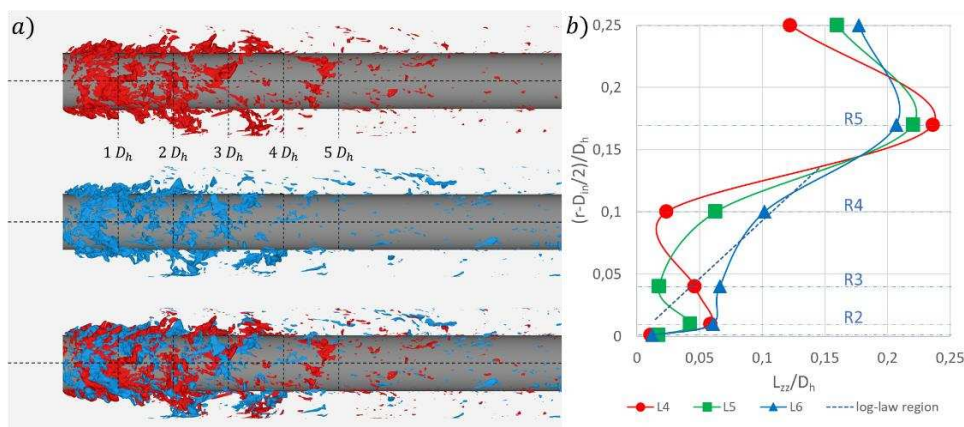 a)
1 D_h 2 D_h 3 D_h 4 D_h 5 D_h
b)
(r-D_in/2)/D_h
0,25
0,2
0,15
0,1
0,05
0
R5
R4
R3
R2
0 0,05 0,1 0,15 0,2 0,25
L_zz/D_h
L4 L5 L6 log-law region